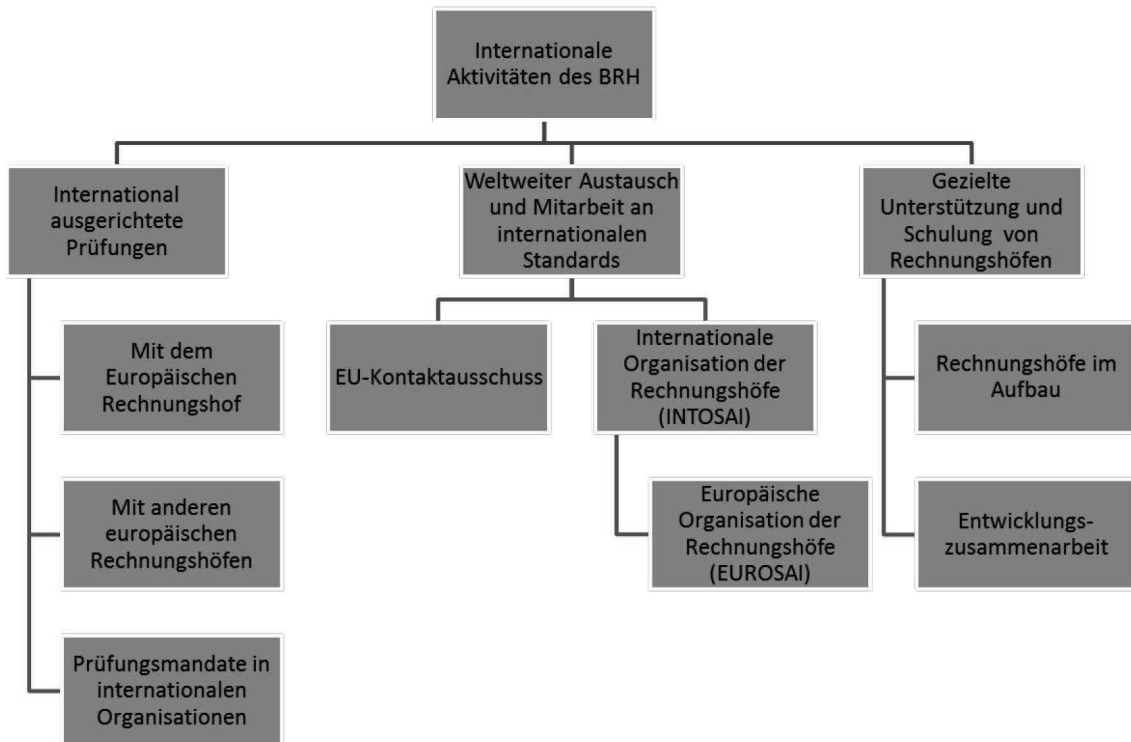 Internationale
Aktivitäten des BRH
International
ausgerichtete
Prüfungen
Mit dem
Europäischen
Rechnungshof
Mit anderen
europäischen
Rechnungshöfen
Prüfungsmandate in
internationalen
Organisationen
Weltweiter Austausch
und Mitarbeit an
internationalen
Standards
EU-Kontaktausschuss
Internationale
Organisation der
Rechnungshöfe
(INTOSAI)
Europäische
Organisation der
Rechnungshöfe
(EUROSAI)
Gezielte
Unterstützung und
Schulung von
Rechnungshöfen
Rechnungshöfe im
Aufbau
Entwicklungs-
zusammenarbeit